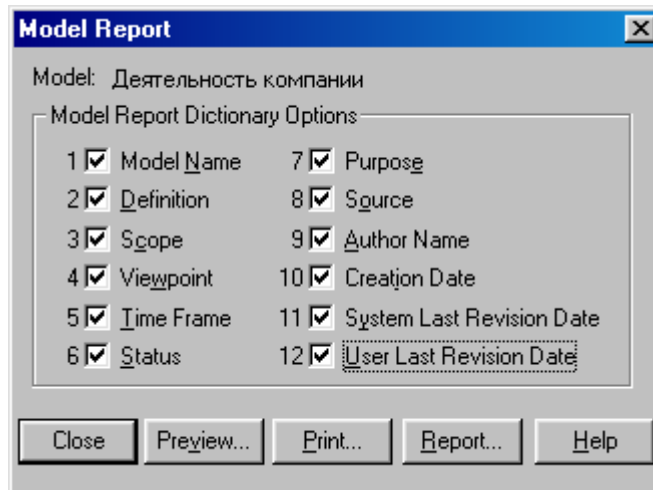 Model Report
Model: Деятельность компании
Model Report Dictionary Options
1 Model Name
2 Definition
3 Scope
4 Viewpoint
5 Time Frame
6 Status
7 Purpose
8 Source
9 Author Name
10 Creation Date
11 System Last Revision Date
12 User Last Revision Date
Close Preview... Print... Report... Help